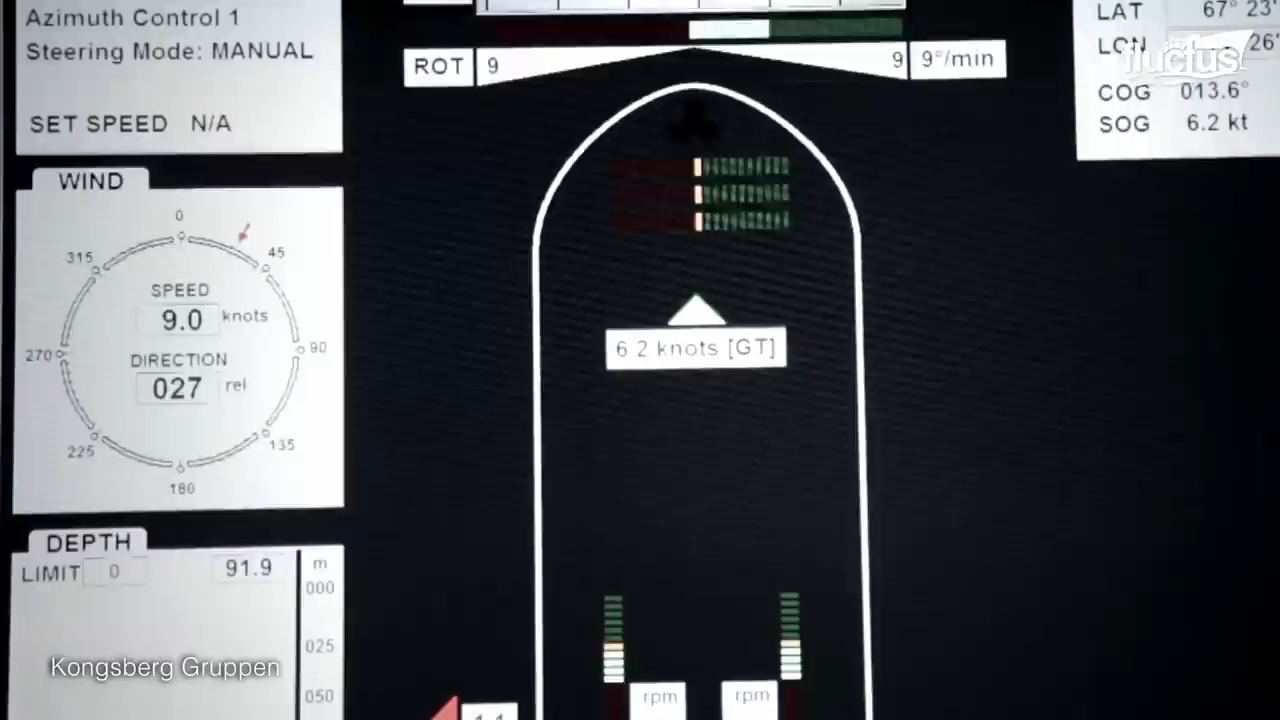 Azimuth Control 1
Steering Mode: MANUAL
SET SPEED N/A
ROT 9 9 9°/min
LAT 67° 23'
LON 26'
COG 013.6°
SOG 6.2 kt
fluctus
WIND
0
45
90
135
180
225
270
315
SPEED
9.0 knots
DIRECTION
027 rel
6 2 knots [GT]
DEPTH
LIMIT 0 91.9 m
000
025
050
rpm rpm
Kongsberg Gruppen